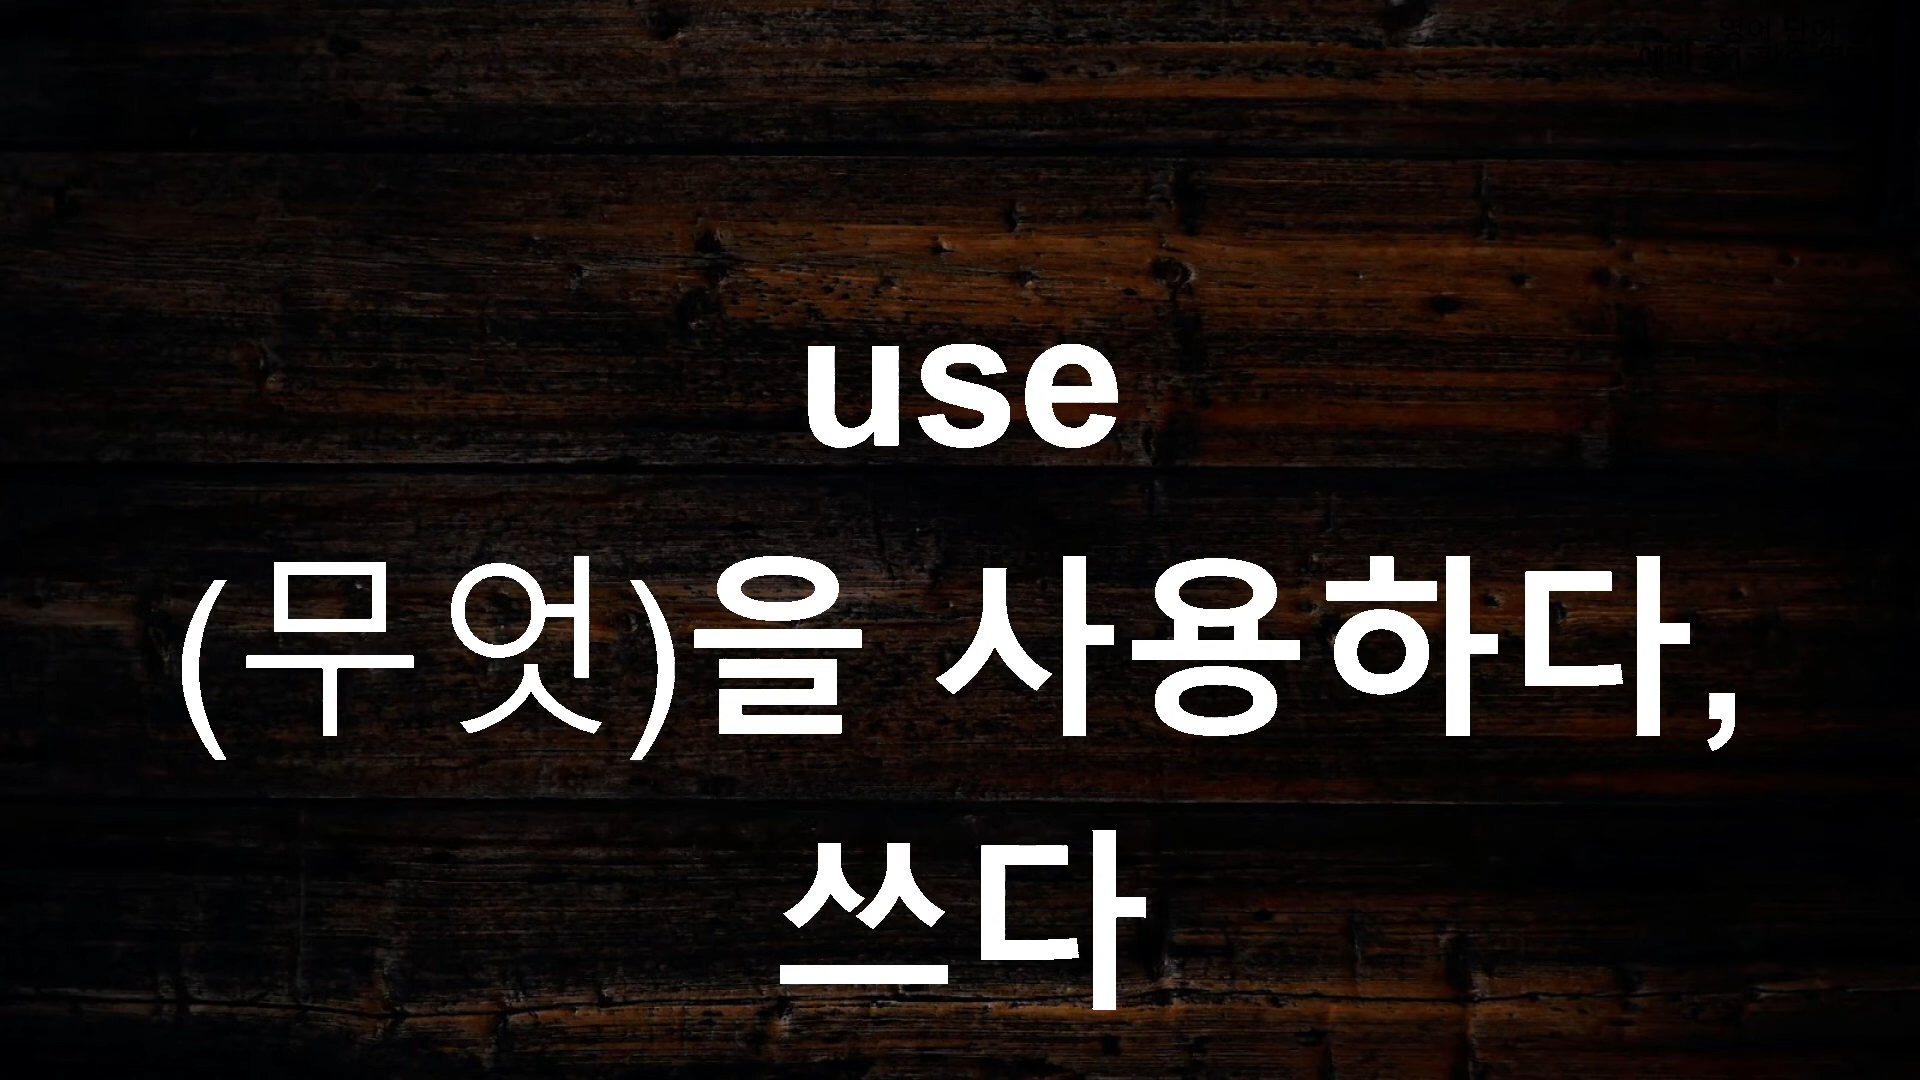 use
(무엇)을 사용하다,
쓰다